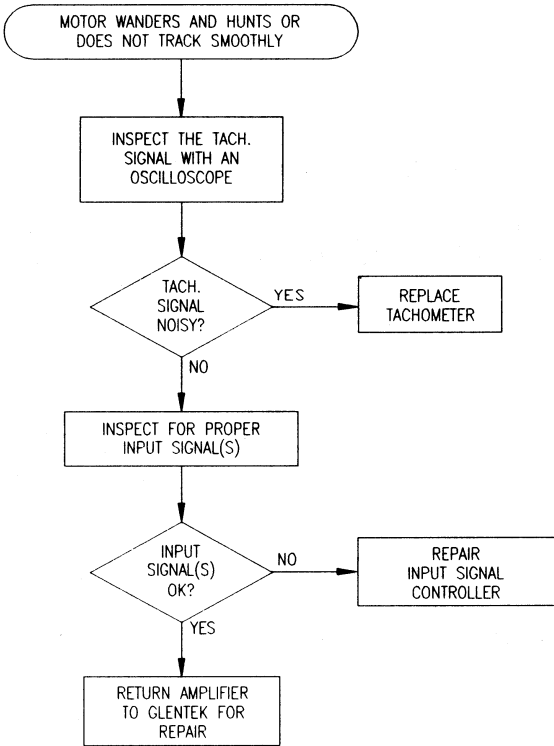 MOTOR WANDERS AND HUNTS OR
DOES NOT TRACK SMOOTHLY
INSPECT THE TACH.
SIGNAL WITH AN
OSCILLOSCOPE
TACH.
SIGNAL
NOISY?
YES
REPLACE
TACHOMETER
NO
INSPECT FOR PROPER
INPUT SIGNAL(S)
INPUT
SIGNAL(S)
OK?
NO
REPAIR
INPUT SIGNAL
CONTROLLER
YES
RETURN AMPLIFIER
TO GLENTEK FOR
REPAIR